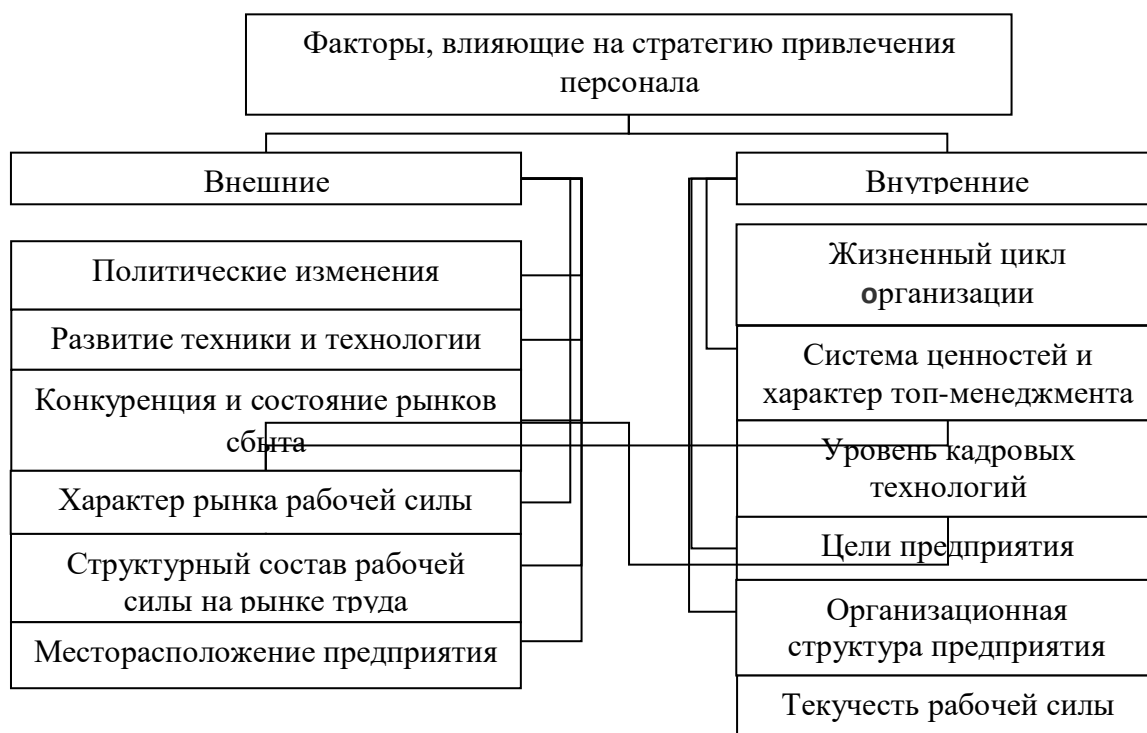 Факторы, влияющие на стратегию привлечения
персонала
Внешние
Политические изменения
Развитие техники и технологии
Конкуренция и состояние рынков
сбыта
Характер рынка рабочей силы
Структурный состав рабочей
силы на рынке труда
Месторасположение предприятия
Внутренние
Жизненный цикл
организации
Система ценностей и
характер топ-менеджмента
Уровень кадровых
технологий
Цели предприятия
Организационная
структура предприятия
Текучесть рабочей силы